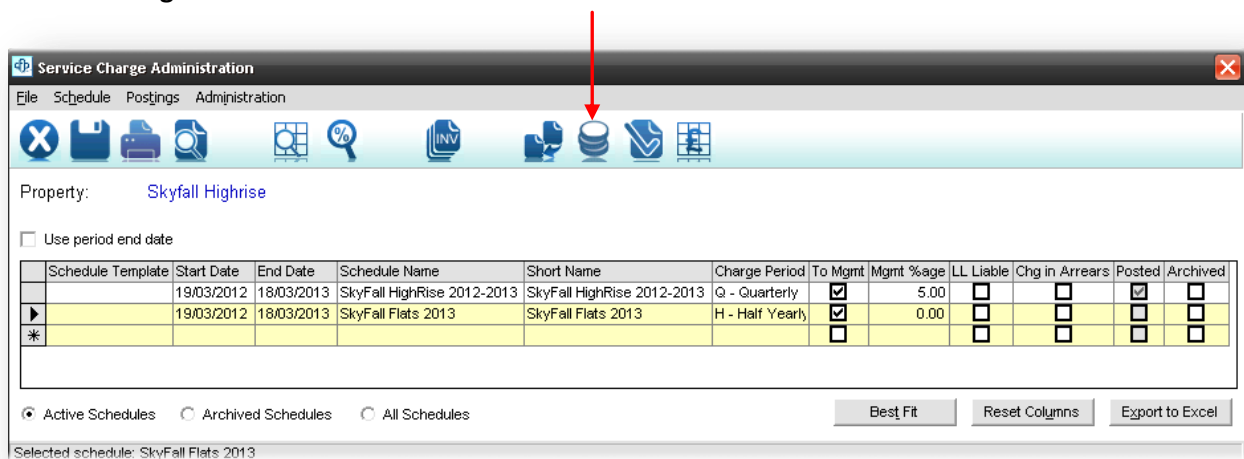 Service Charge Administration
File Schedule Postings Administration
% INV £
Property: Skyfall Highrise
Use period end date
Schedule Template Start Date End Date Schedule Name Short Name Charge Period To Mgmt Mgmt %age LL Liable Chg in Arrears Posted Archived
19/03/2012 18/03/2013 SkyFall HighRise 2012-2013 SkyFall HighRise 2012-2013 Q - Quarterly 5.00
19/03/2012 18/03/2013 SkyFall Flats 2013 SkyFall Flats 2013 H - Half Yearly 0.00
Active Schedules Archived Schedules All Schedules Best Fit Reset Columns Export to Excel
Selected schedule: SkyFall Flats 2013